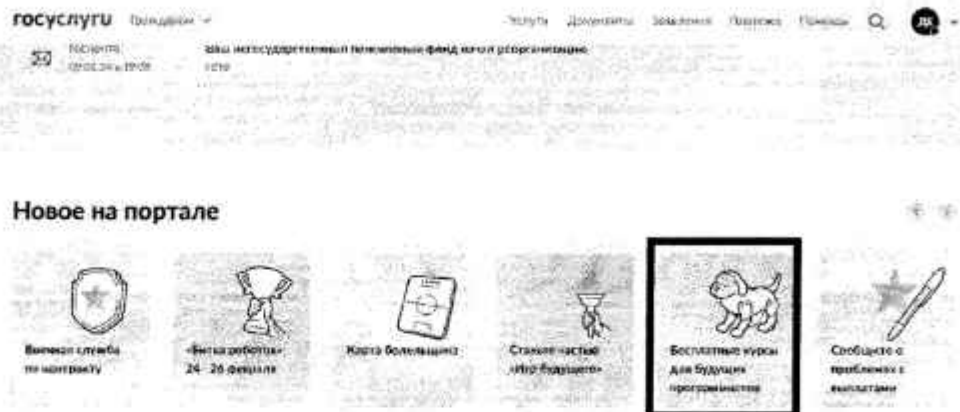 госуслуги Гражданам
Услуги Документы Заявления Платежи Помощь
Госпочта
Ваш негосударственный пенсионный фонд начал реорганизацию
Новое на портале
Военная служба
по контракту
«Битва роботов»
24 - 26 февраля
Карта болельщика
Станьте частью
«Игр будущего»
Бесплатные курсы
для будущих
программистов
Сообщите о
проблемах с
выплатами